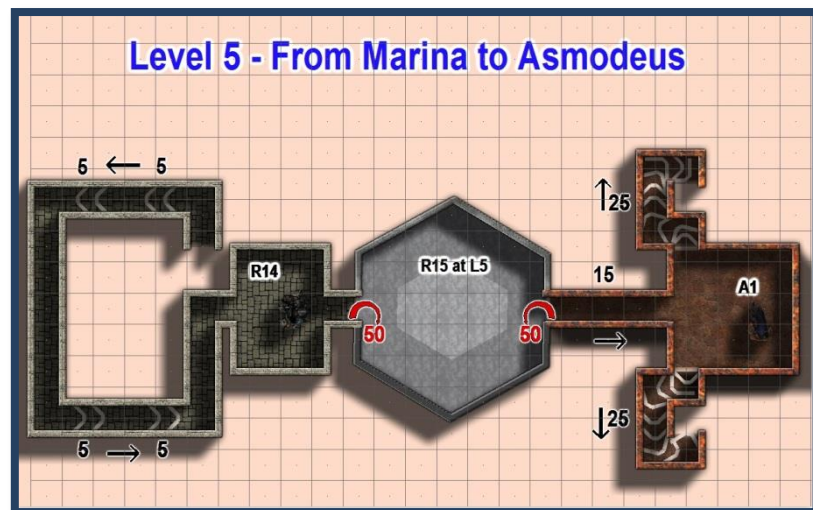 Level 5 - From Marina to Asmodeus
5 ← 5
↑25
R14
R15 at L5
15
A1
50
50
→
↓25
5 → 5